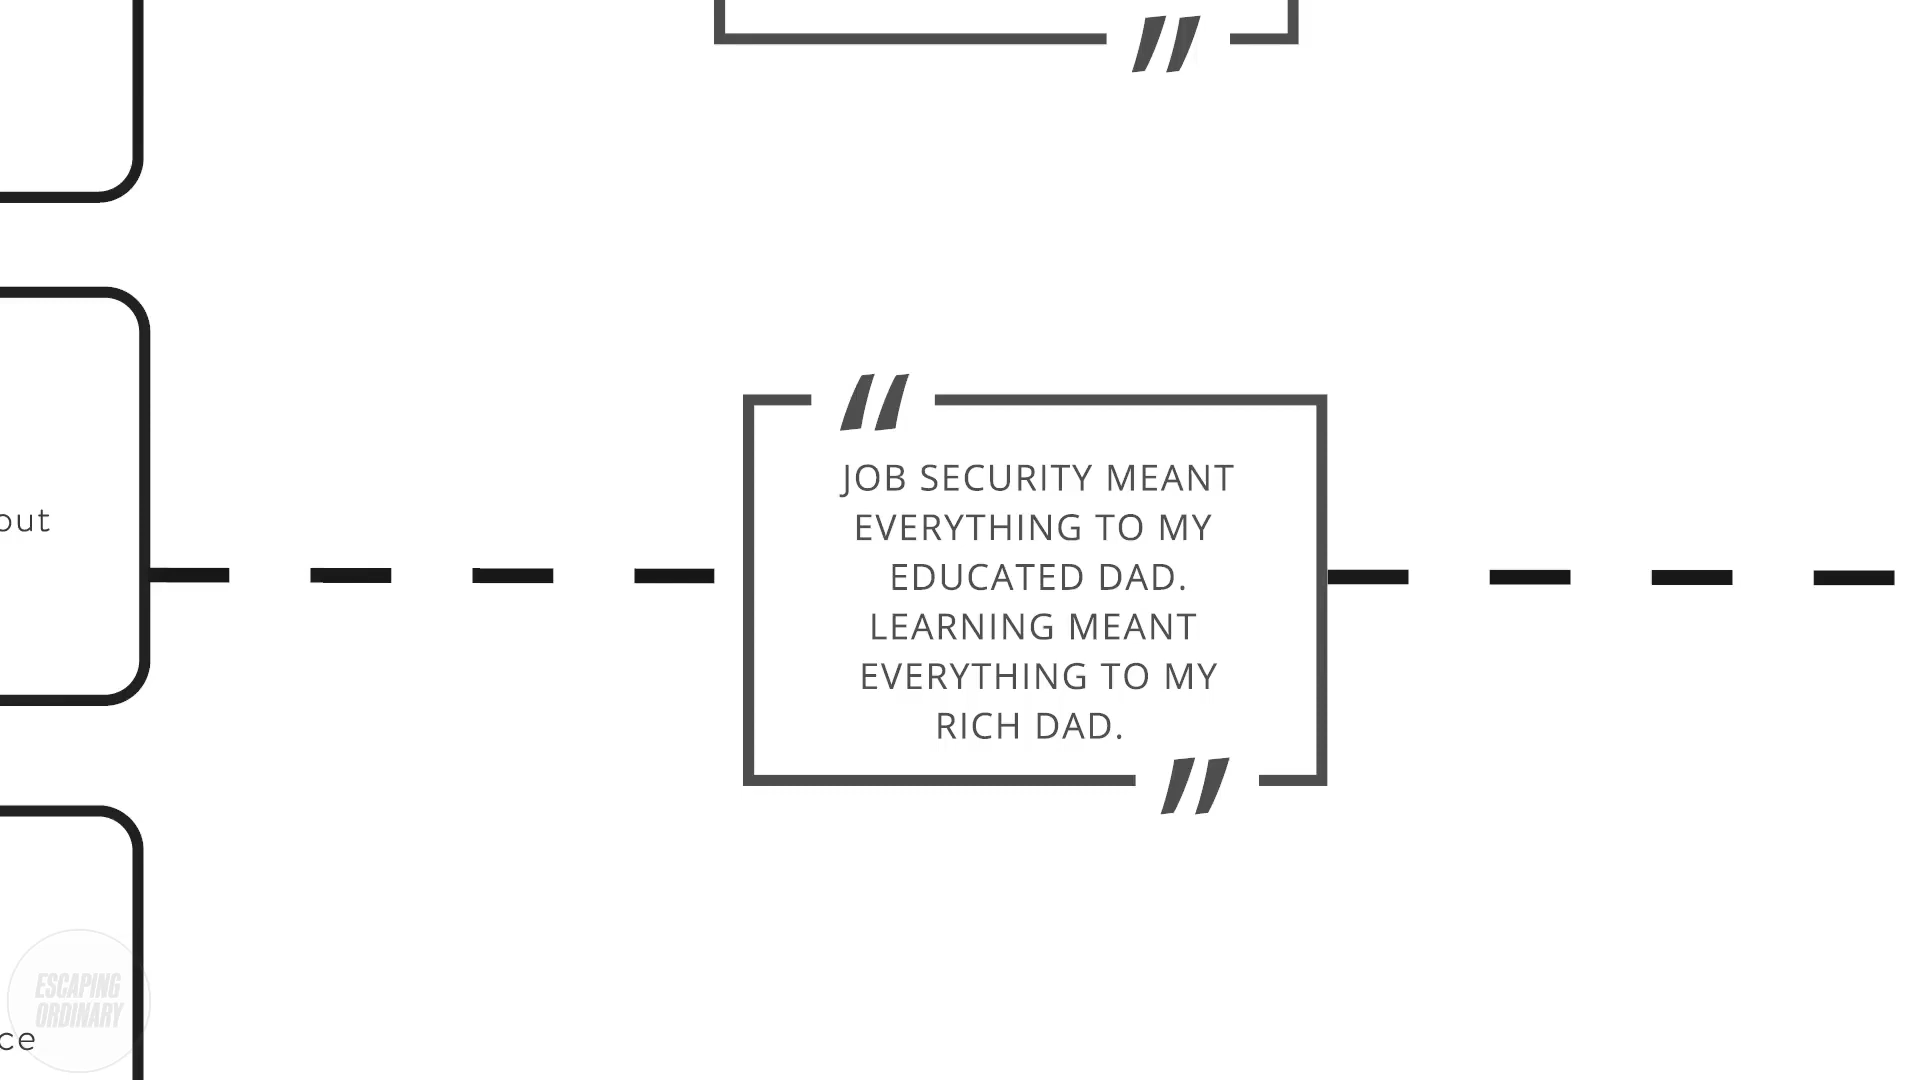 “
JOB SECURITY MEANT
EVERYTHING TO MY
EDUCATED DAD.
LEARNING MEANT
EVERYTHING TO MY
RICH DAD.
”
out
ce
ESCAPING
ORDINARY